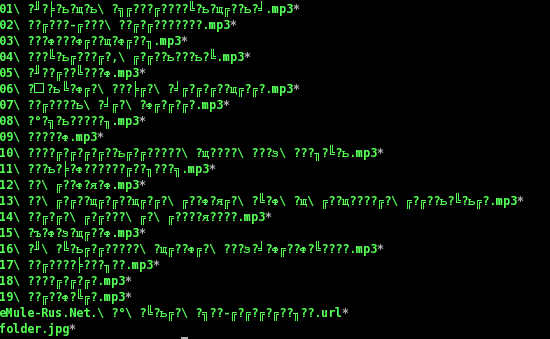 01\ ?╜?╞?ь?щ?ь\ ?╖╔???╔????╚?ь?щ╔??ь?╛.mp3*
02\ ??╔???-╔???\ ??╔?╔???????.mp3*
03\ ???Ф???Ф╔??щ?Ф╔??╖.mp3*
04\ ???╚?ь╔???╔?,\ ╔?╔??ь???ь?╚.mp3*
05\ ?╜??╔??╚???Ф.mp3*
07\ ??╔????ь\ ?╛╔?\ ?Ф╔?╔?╔?.mp3*
08\ ?°?╖?ь?????╖.mp3*
09\ ?????Ф.mp3*
10\ ????╔?╔?╔?╔??ь╔?╔?????\ ?щ????\ ???з\ ???╖?╚?ь.mp3*
11\ ???ь?╞?Ф??????╔??╖???╖.mp3*
12\ ??\ ╔??Ф?я?Ф.mp3*
13\ ??\ ╔?╔??щ╔?╔??щ╔?╔?\ ╔??Ф?я╔?\ ?╚?Ф\ ?щ\ ╔??щ????╔?\ ╔?╔??ь?╚?ь╔?.mp3*
14\ ??╔?╔?\ ╔?╔???\ ╔?\ ╔????я????.mp3*
15\ ?ъ?Ф?з?щ╔??Ф.mp3*
16\ ?╜\ ?╚?ь╔?╔?????\ ?щ╔??Ф╔?\ ???з?╛?Ф╔??Ф?╚????.mp3*
17\ ??╔????╞???╖??.mp3*
18\ ????╔?╔?╔?.mp3*
19\ ??╔??Ф?╚╔?.mp3*
eMule-Rus.Net.\ ?°\ ?╚?ь╔?\ ?╖??-╔?╔?╔?╔??╖??.url*
folder.jpg*